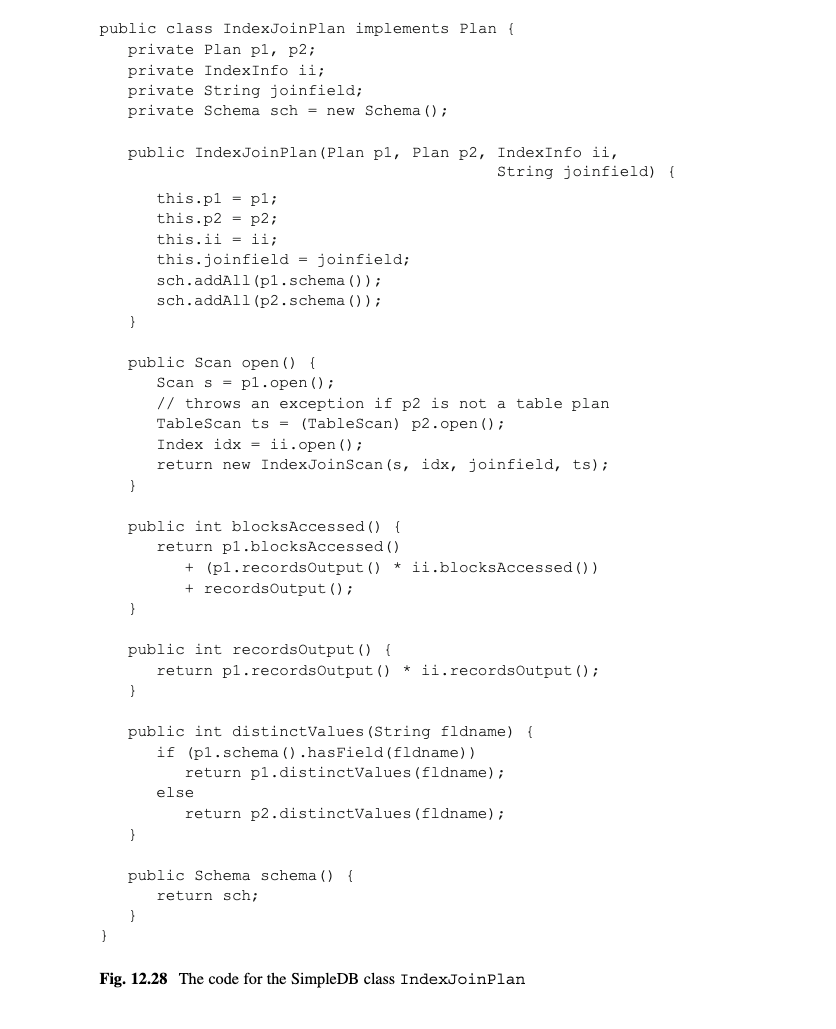 public class IndexJoinPlan implements Plan {
   private Plan p1, p2;
   private IndexInfo ii;
   private String joinfield;
   private Schema sch = new Schema();

   public IndexJoinPlan(Plan p1, Plan p2, IndexInfo ii,
                                          String joinfield) {
      this.p1 = p1;
      this.p2 = p2;
      this.ii = ii;
      this.joinfield = joinfield;
      sch.addAll(p1.schema());
      sch.addAll(p2.schema());
   }

   public Scan open() {
      Scan s = p1.open();
      // throws an exception if p2 is not a table plan
      TableScan ts = (TableScan) p2.open();
      Index idx = ii.open();
      return new IndexJoinScan(s, idx, joinfield, ts);
   }

   public int blocksAccessed() {
      return p1.blocksAccessed()
         + (p1.recordsOutput() * ii.blocksAccessed())
         + recordsOutput();
   }

   public int recordsOutput() {
      return p1.recordsOutput() * ii.recordsOutput();
   }

   public int distinctValues(String fldname) {
      if (p1.schema().hasField(fldname))
         return p1.distinctValues(fldname);
      else
         return p2.distinctValues(fldname);
   }

   public Schema schema() {
      return sch;
   }
}

Fig. 12.28 The code for the SimpleDB class IndexJoinPlan